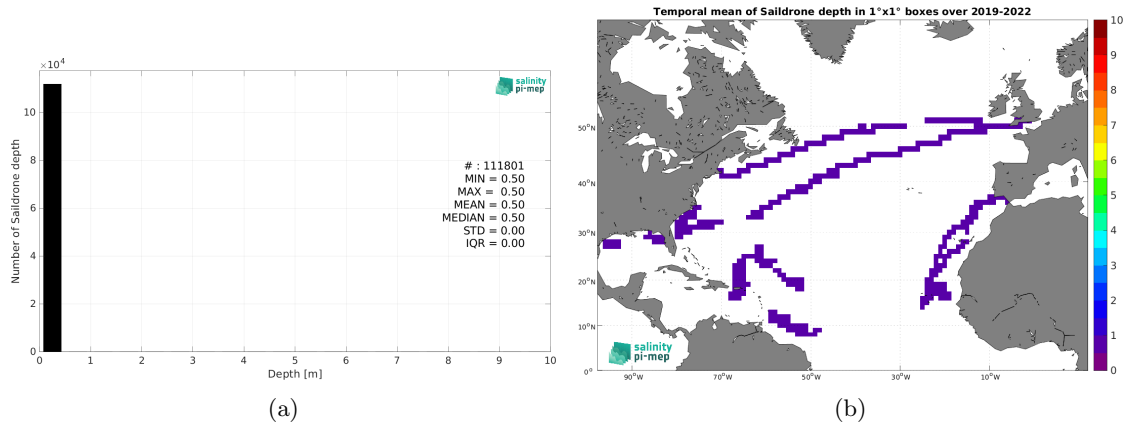 ×10⁴
10
8
6
4
2
0
Number of Saildrone depth
salinity
pi-mep
# : 111801
MIN = 0.50
MAX = 0.50
MEAN = 0.50
MEDIAN = 0.50
STD = 0.00
IQR = 0.00
0 1 2 3 4 5 6 7 8 9 10
Depth [m]
(a)
Temporal mean of Saildrone depth in 1°x1° boxes over 2019-2022
50°N
40°N
30°N
20°N
10°N
0°
90°W 70°W 50°W 30°W 10°W
salinity
pi-mep
10
9
8
7
6
5
4
3
2
1
0
(b)